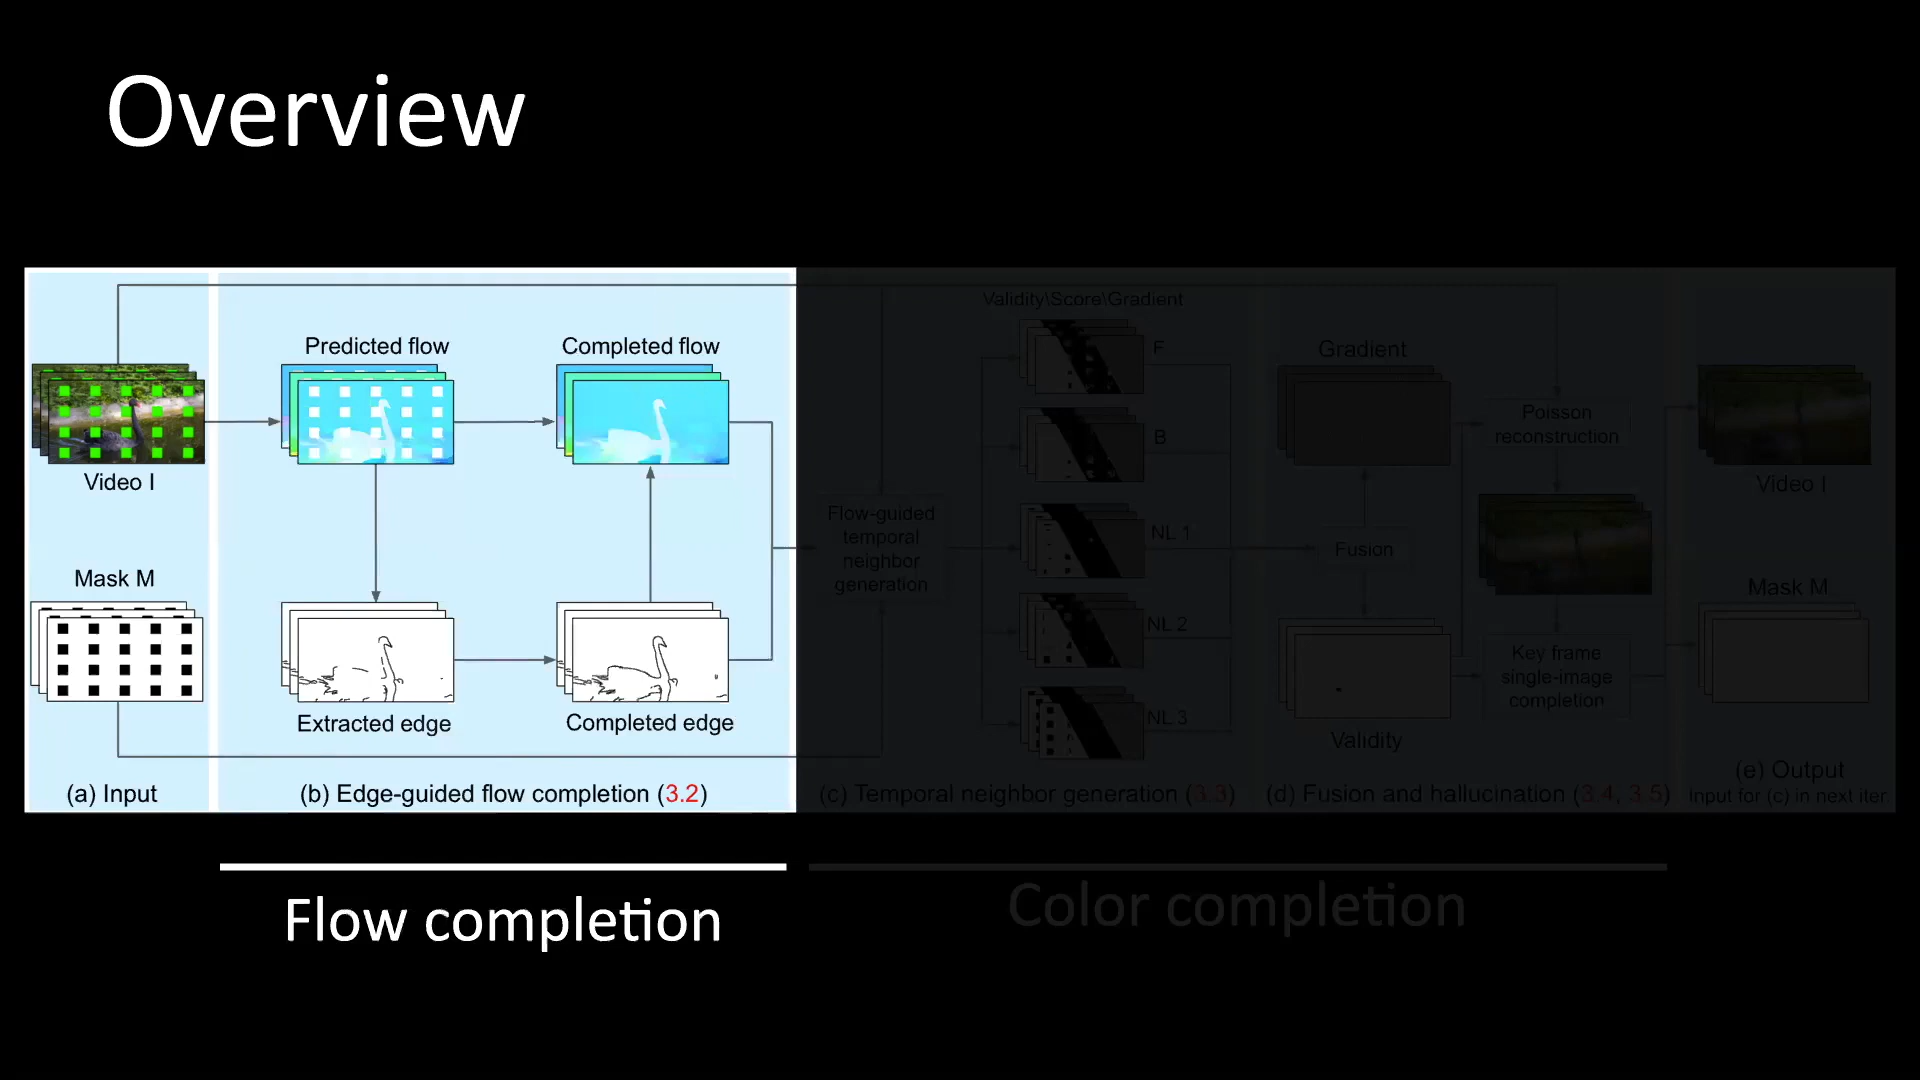 Overview
Predicted flow
Completed flow
Video I
Mask M
Extracted edge
Completed edge
(a) Input
(b) Edge-guided flow completion (3.2)
Validity\Score\Gradient
F
B
NL 1
NL 2
NL 3
Flow-guided
temporal
neighbor
generation
(c) Temporal neighbor generation (3.3)
Gradient
Fusion
Validity
Poisson
reconstruction
Key frame
single-image
completion
(d) Fusion and hallucination (3.4, 3.5)
Video I
Mask M
(e) Output
Input for (c) in next iter
Flow completion
Color completion